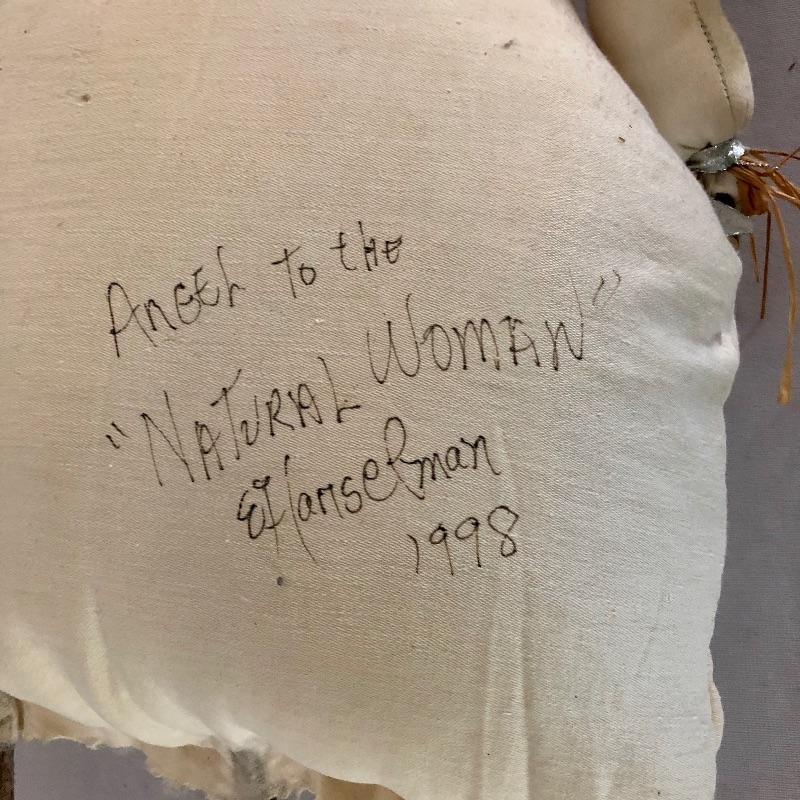 Angel to the
"Natural Woman"
EHanselman
1998